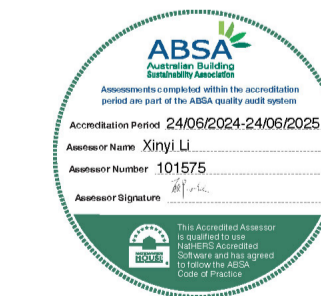 ABSA
Australian Building
Sustainability Association
Assessments completed within the accreditation
period are part of the ABSA quality audit system
Accreditation Period 24/06/2024-24/06/2025
Assessor Name Xinyi Li
Assessor Number 101575
Assessor Signature
HOUSE
This Accredited Assessor
is qualified to use
NatHERS Accredited
Software and has agreed
to follow the ABSA
Code of Practice